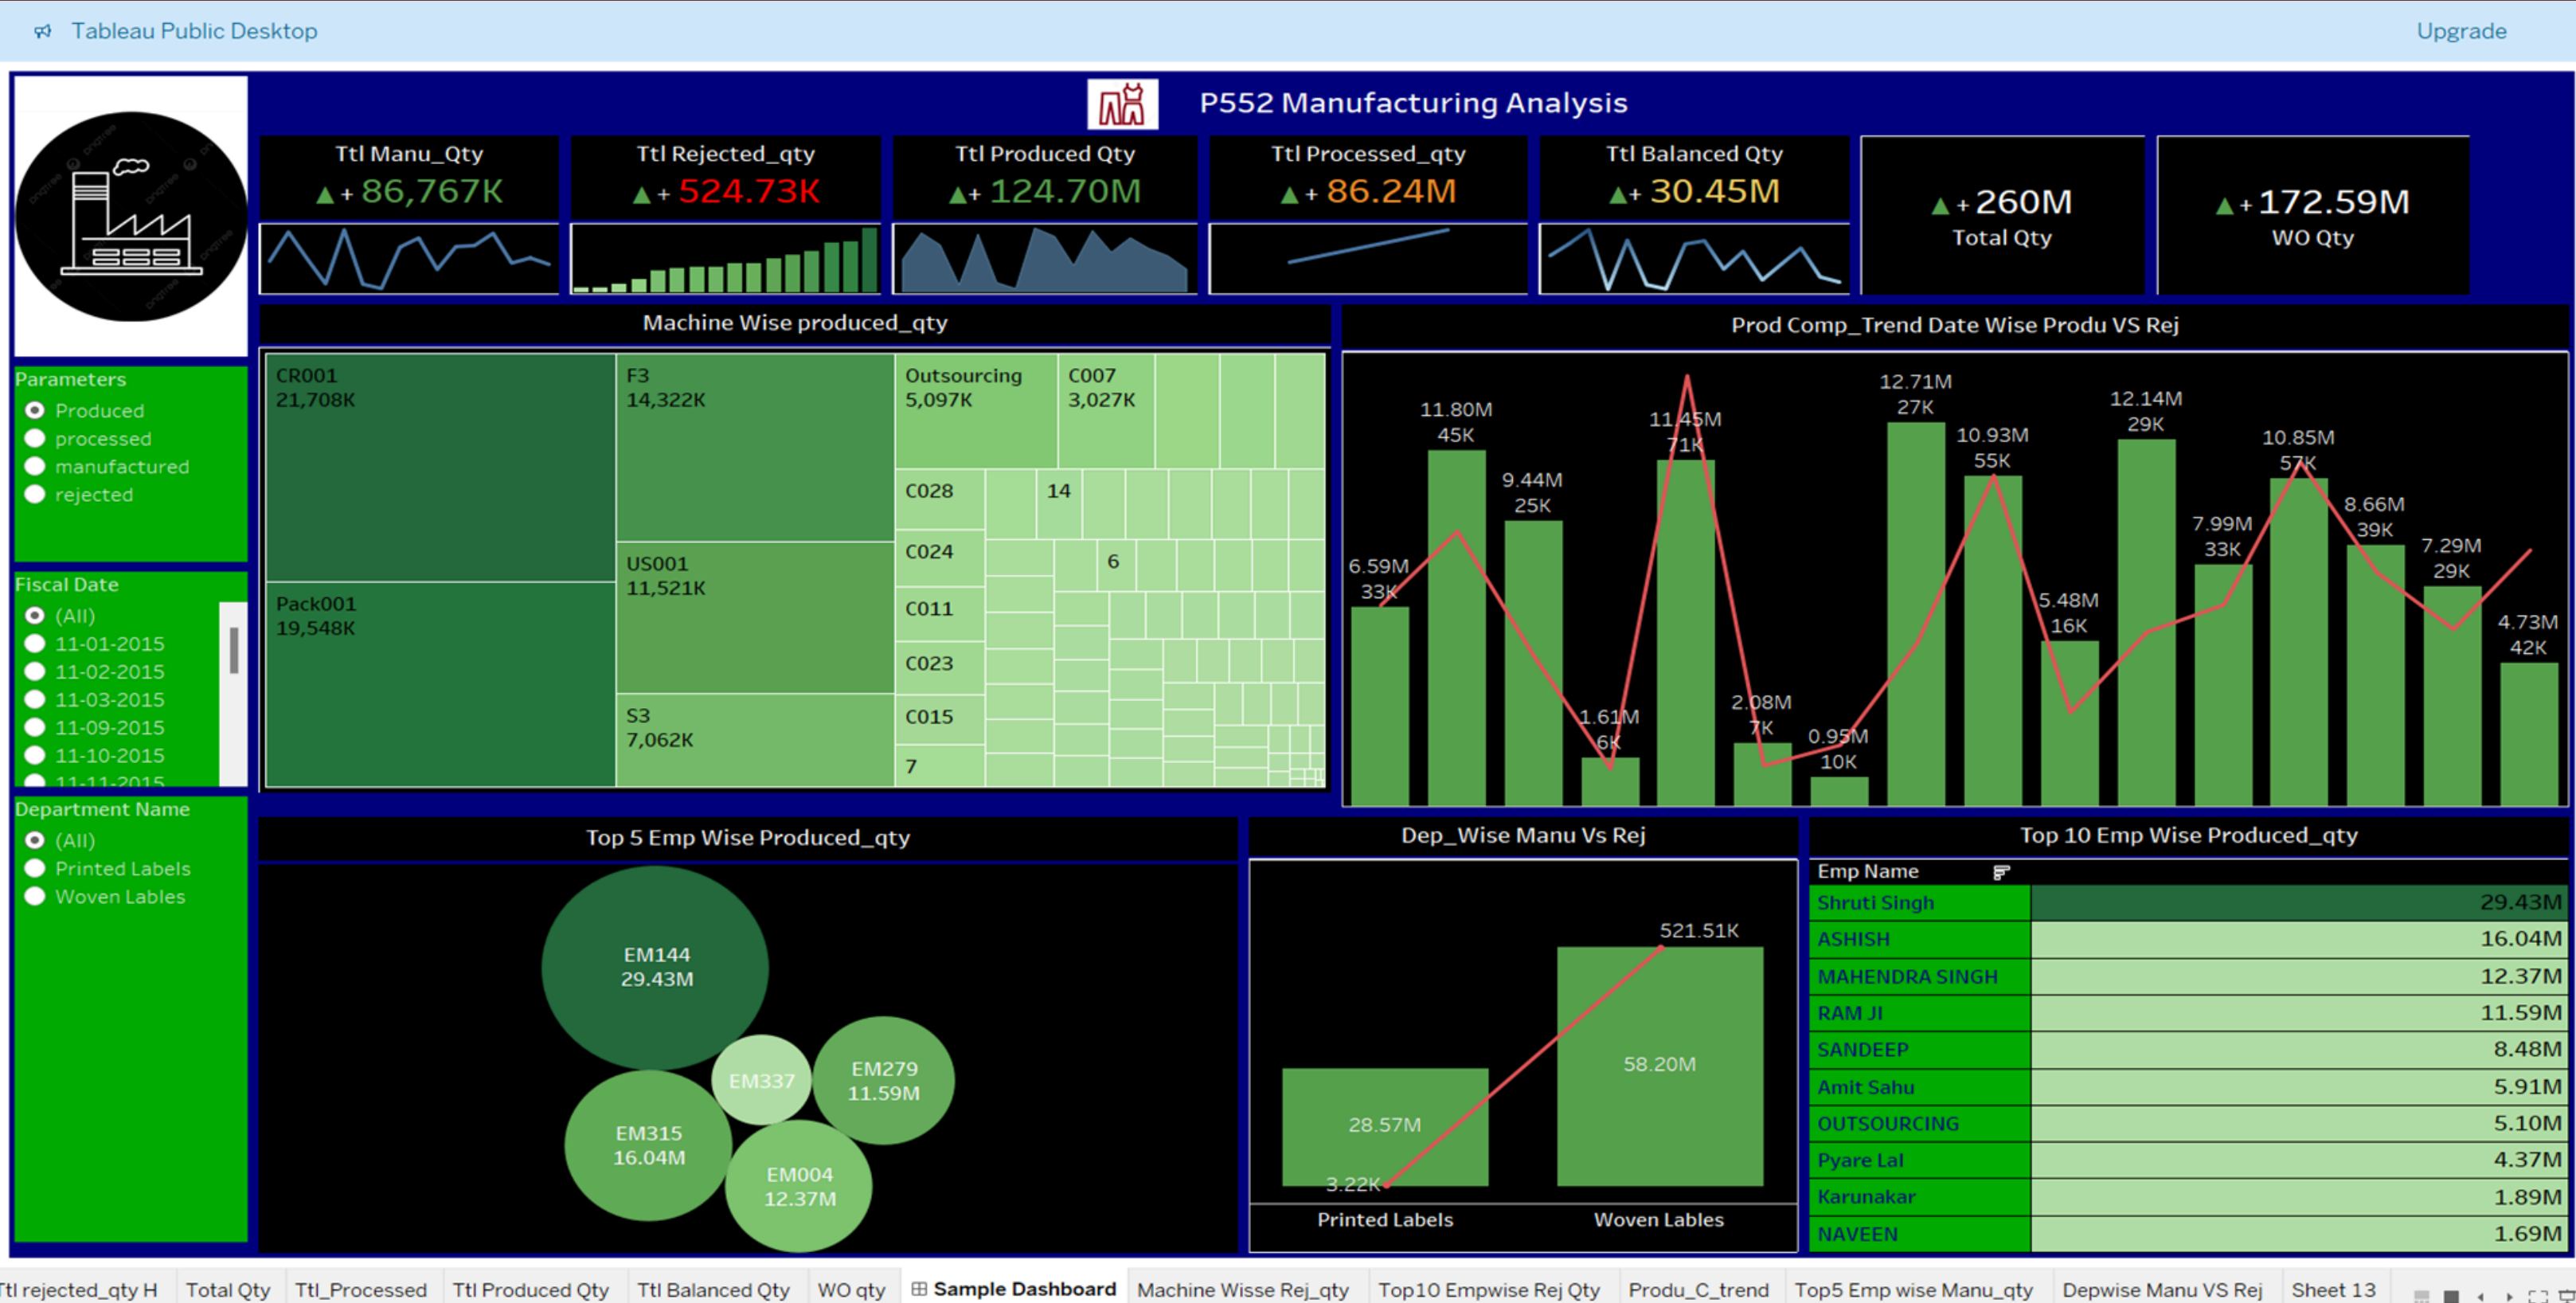 Tableau Public Desktop
Upgrade
P552 Manufacturing Analysis
Ttl Manu_Qty
▲+ 86,767K
Ttl Rejected_qty
▲+ 524.73K
Ttl Produced Qty
▲+ 124.70M
Ttl Processed_qty
▲+ 86.24M
Ttl Balanced Qty
▲+ 30.45M
▲+260M
Total Qty
▲+172.59M
WO Qty
Parameters
Produced
processed
manufactured
rejected
Fiscal Date
(All)
11-01-2015
11-02-2015
11-03-2015
11-09-2015
11-10-2015
11-11-2015
Department Name
(All)
Printed Labels
Woven Lables
Machine Wise produced_qty
CR001
21,708K
Pack001
19,548K
F3
14,322K
US001
11,521K
S3
7,062K
Outsourcing
5,097K
C007
3,027K
C028
14
C024
6
C011
C023
C015
7
Prod Comp_Trend Date Wise Produ VS Rej
6.59M
33K
11.80M
45K
9.44M
25K
1.61M
6K
11.45M
71K
2.08M
7K
0.95M
10K
12.71M
27K
10.93M
55K
5.48M
16K
12.14M
29K
7.99M
33K
10.85M
57K
8.66M
39K
7.29M
29K
4.73M
42K
Top 5 Emp Wise Produced_qty
EM144
29.43M
EM337
EM279
11.59M
EM315
16.04M
EM004
12.37M
Dep_Wise Manu Vs Rej
521.51K
58.20M
28.57M
3.22K
Printed Labels
Woven Lables
Top 10 Emp Wise Produced_qty
Emp Name
Shruti Singh 29.43M
ASHISH 16.04M
MAHENDRA SINGH 12.37M
RAM JI 11.59M
SANDEEP 8.48M
Amit Sahu 5.91M
OUTSOURCING 5.10M
Pyare Lal 4.37M
Karunakar 1.89M
NAVEEN 1.69M
Ttl rejected_qty H
Total Qty
Ttl_Processed
Ttl Produced Qty
Ttl Balanced Qty
WO qty
Sample Dashboard
Machine Wisse Rej_qty
Top10 Empwise Rej Qty
Produ_C_trend
Top5 Emp wise Manu_qty
Depwise Manu VS Rej
Sheet 13